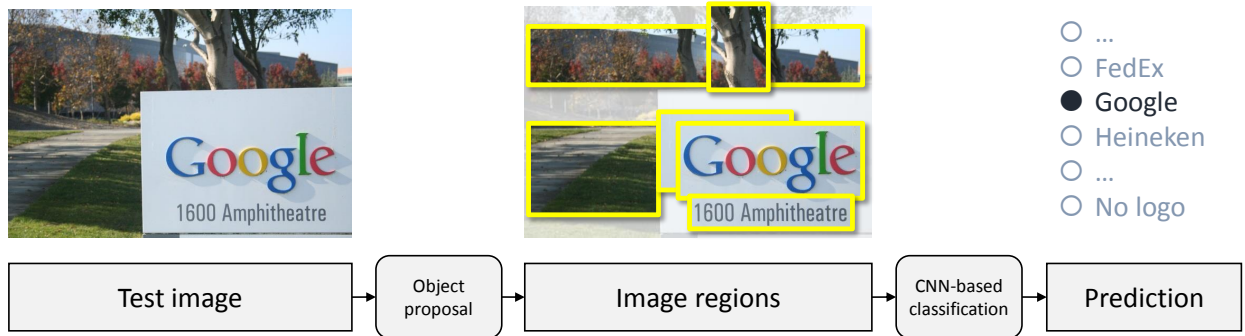 Google
1600 Amphitheatre
Google
1600 Amphitheatre
...
FedEx
Google
Heineken
...
No logo
Test image
Object
proposal
Image regions
CNN-based
classification
Prediction